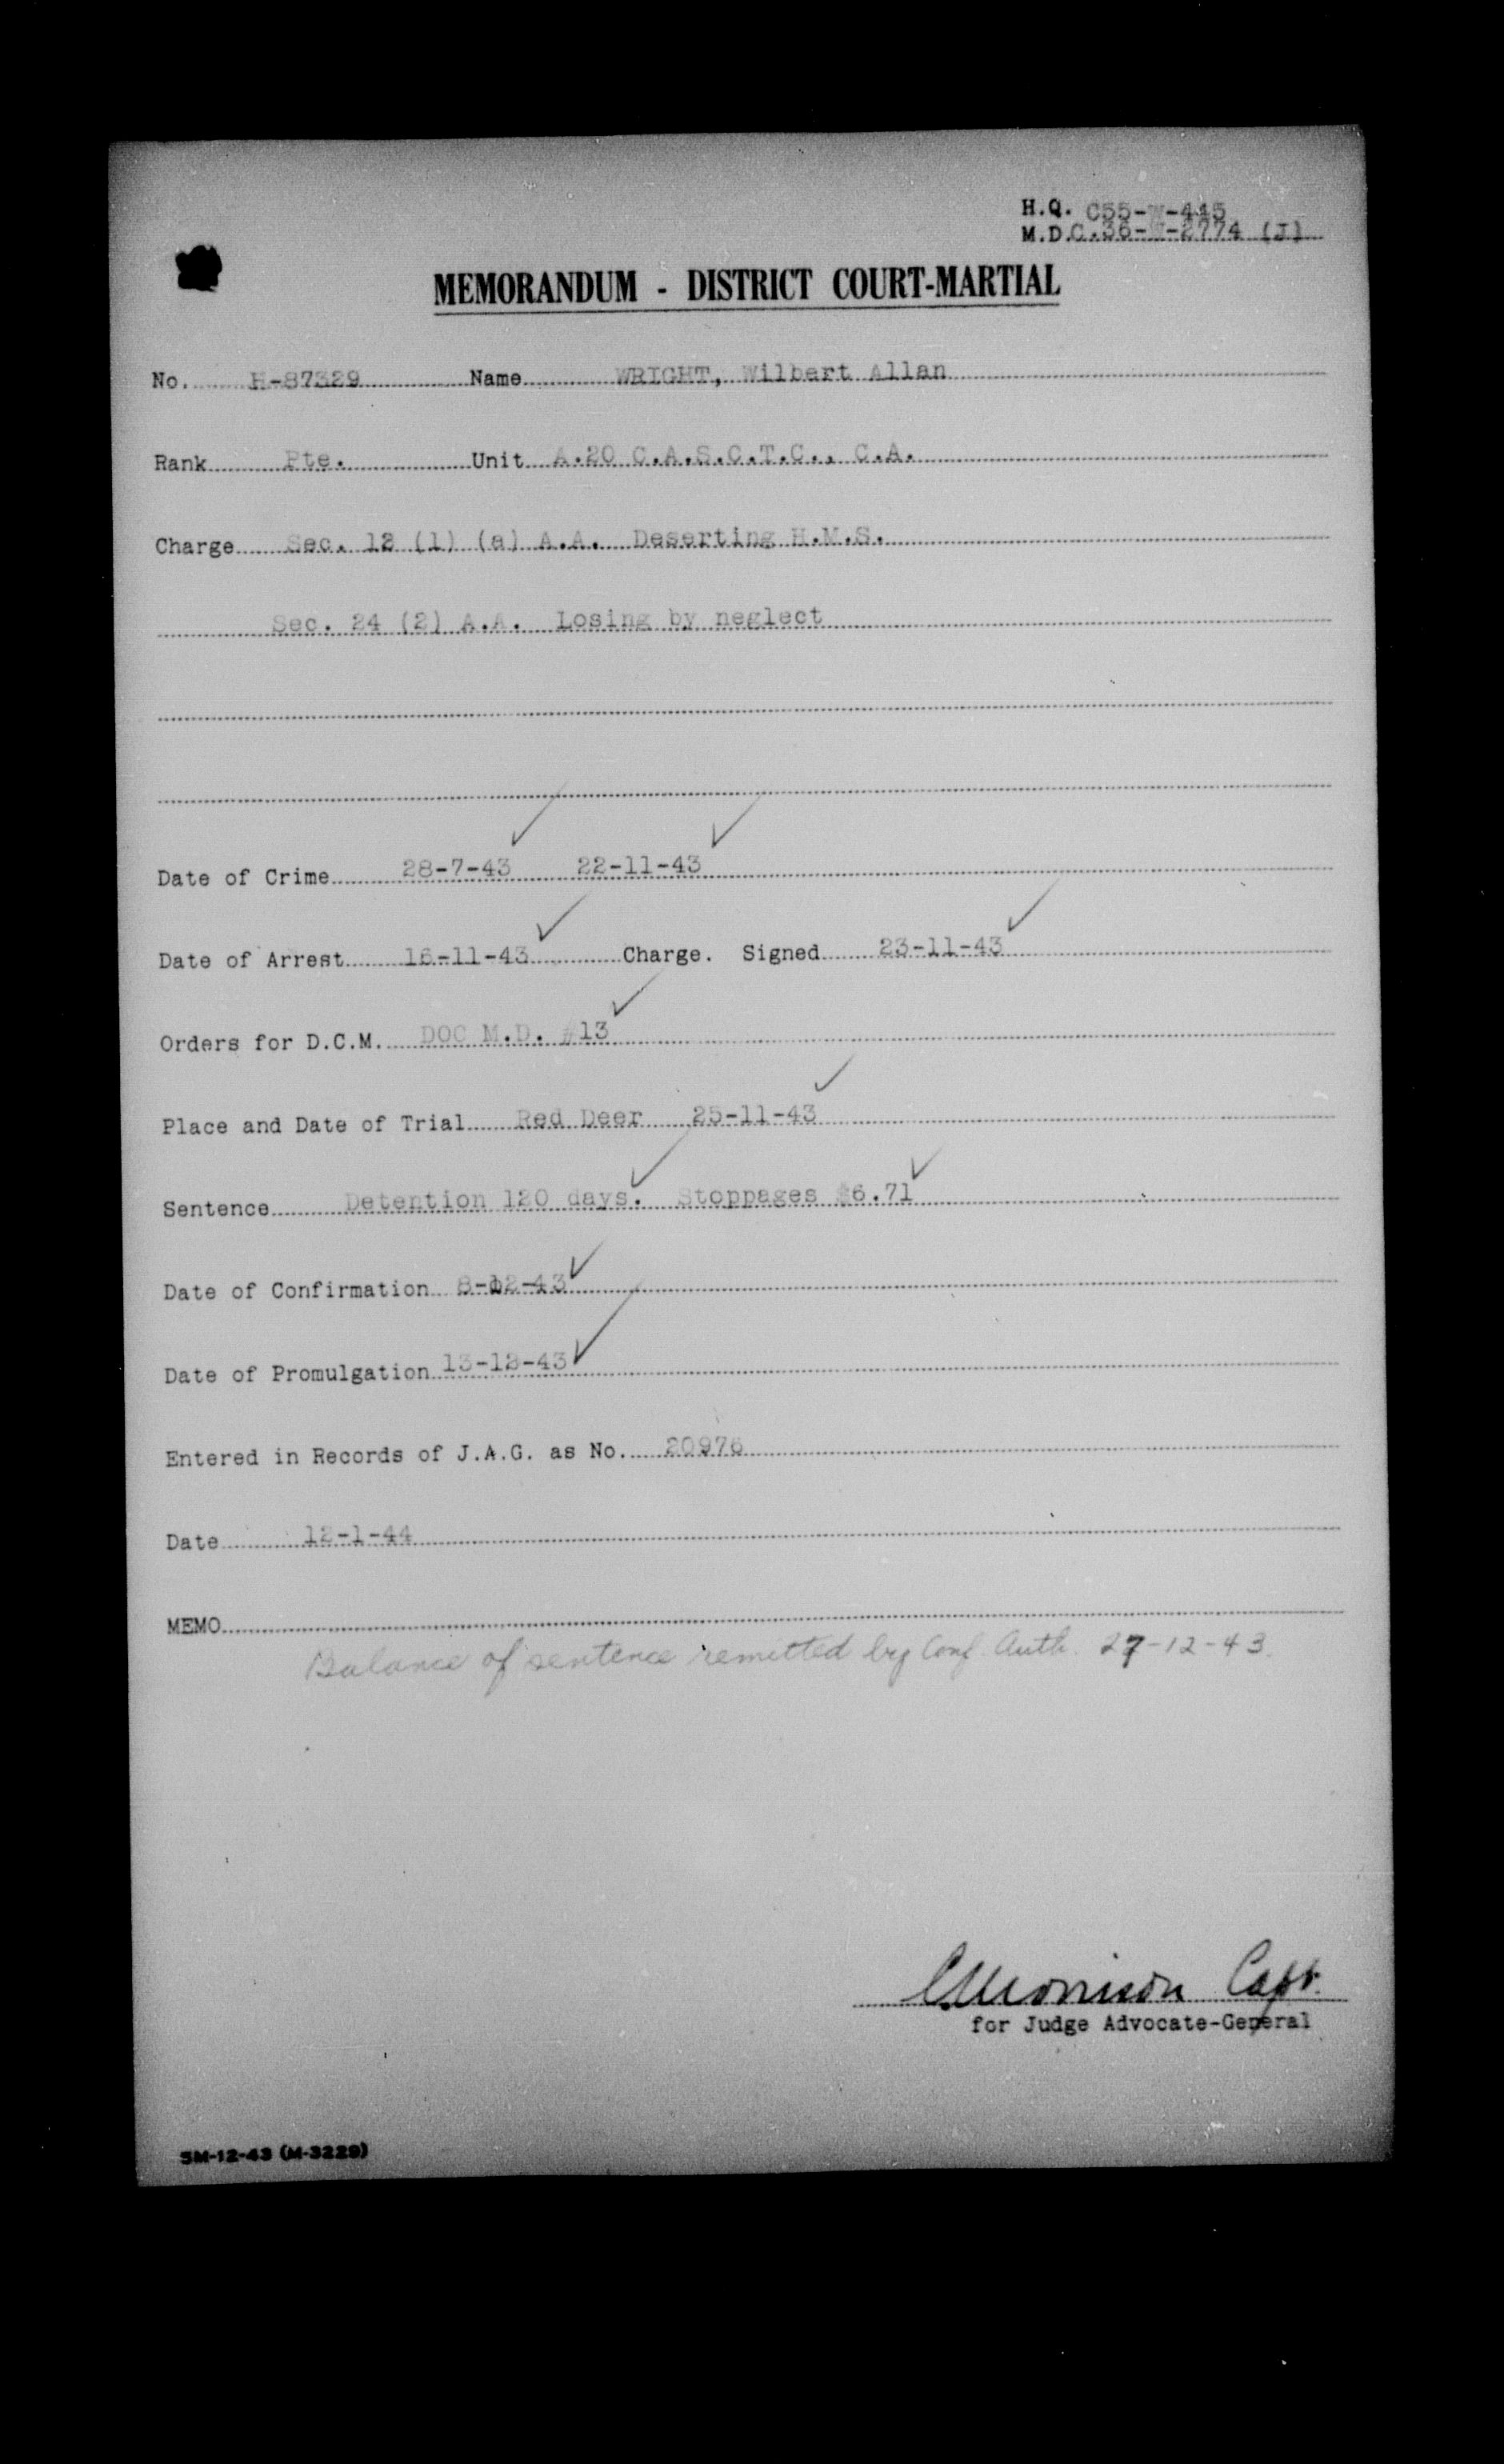 H.Q. C55-W-445
M.D. C.36-W-2774 (J)
MEMORANDUM - DISTRICT COURT-MARTIAL
No. H-87329 Name WRIGHT, Wilbert Allan
Rank Pte. Unit A.20 C.A.S.C.T.C., C.A.
Charge Sec. 12 (1) (a) A.A. Deserting H.M.S.
Sec. 24 (2) A.A. Losing by neglect
Date of Crime 28-7-43 22-11-43
Date of Arrest 16-11-43 Charge. Signed 23-11-43
Orders for D.C.M. DOC M.D. #13
Place and Date of Trial Red Deer 25-11-43
Sentence Detention 120 days. Stoppages $6.71
Date of Confirmation 8-12-43
Date of Promulgation 13-12-43
Entered in Records of J.A.G. as No. 20976
Date 12-1-44
MEMO
Balance of sentence remitted by Conf. Auth. 27-12-43.
CMorrison Capt.
for Judge Advocate-General
5M-12-43 (M-3229)